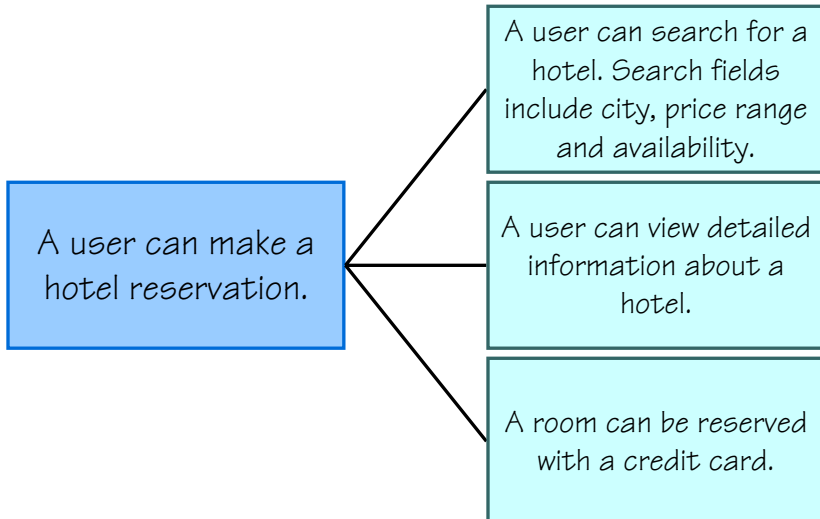 A user can make a
hotel reservation.
A user can search for a
hotel. Search fields
include city, price range
and availability.
A user can view detailed
information about a
hotel.
A room can be reserved
with a credit card.